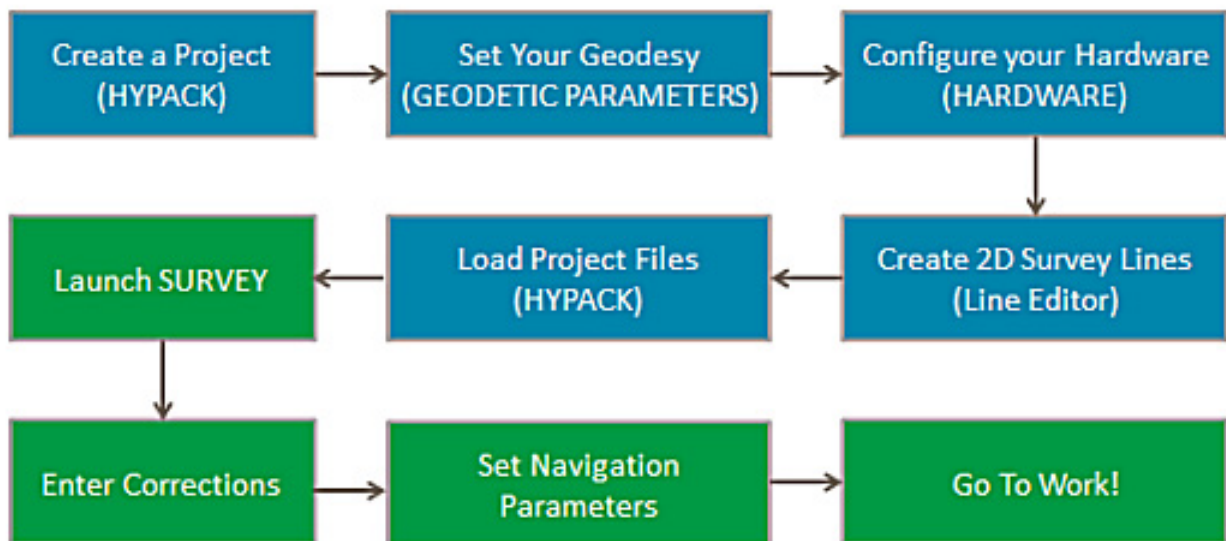 Create a Project
(HYPACK)
Set Your Geodesy
(GEODETIC PARAMETERS)
Configure your Hardware
(HARDWARE)
Create 2D Survey Lines
(Line Editor)
Load Project Files
(HYPACK)
Launch SURVEY
Enter Corrections
Set Navigation
Parameters
Go To Work!